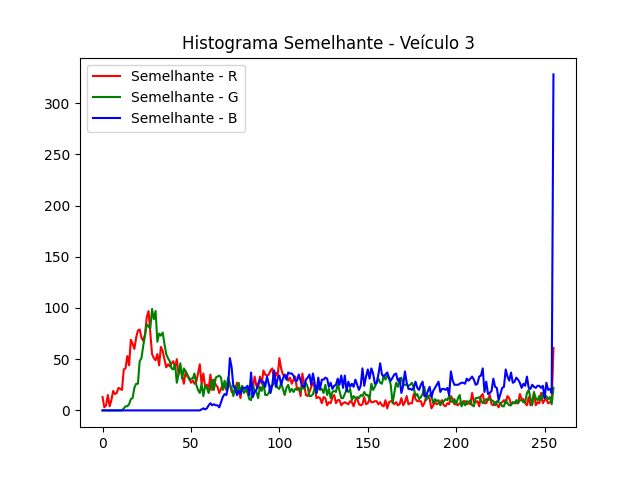 Histograma Semelhante - Veículo 3
Semelhante - R
Semelhante - G
Semelhante - B
300
250
200
150
100
50
0
0 50 100 150 200 250